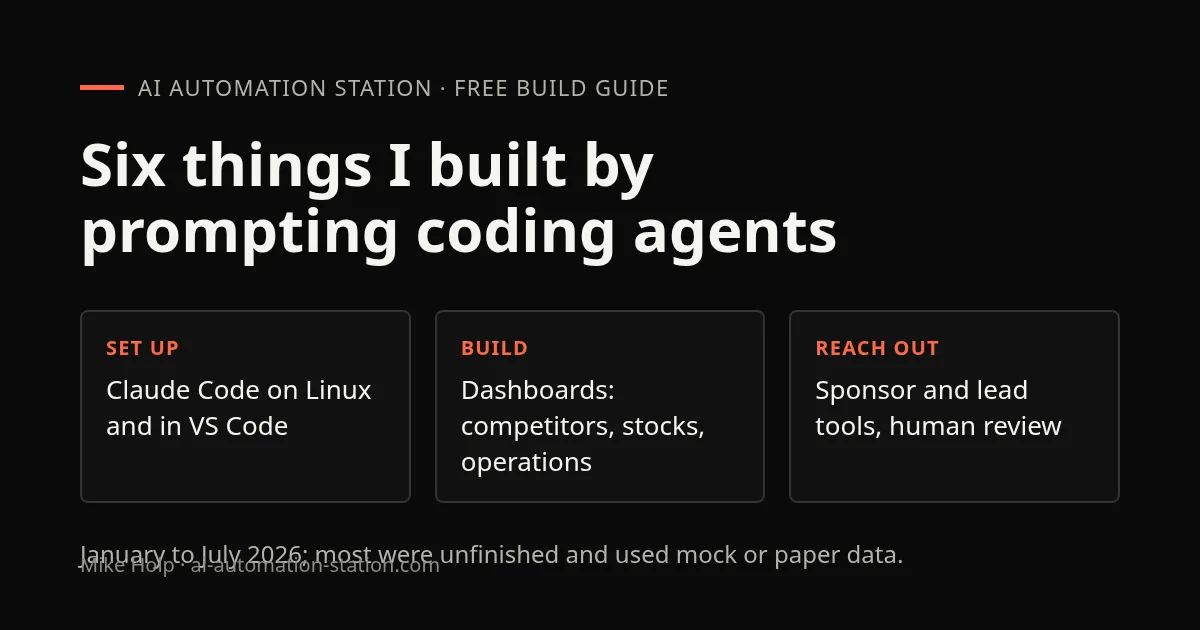 AI AUTOMATION STATION · FREE BUILD GUIDE
Six things I built by
prompting coding agents
SET UP
Claude Code on Linux
and in VS Code
BUILD
Dashboards:
competitors, stocks,
operations
REACH OUT
Sponsor and lead
tools, human review
January to July 2026; most were unfinished and used mock or paper data.
Mike Holp · ai-automation-station.com